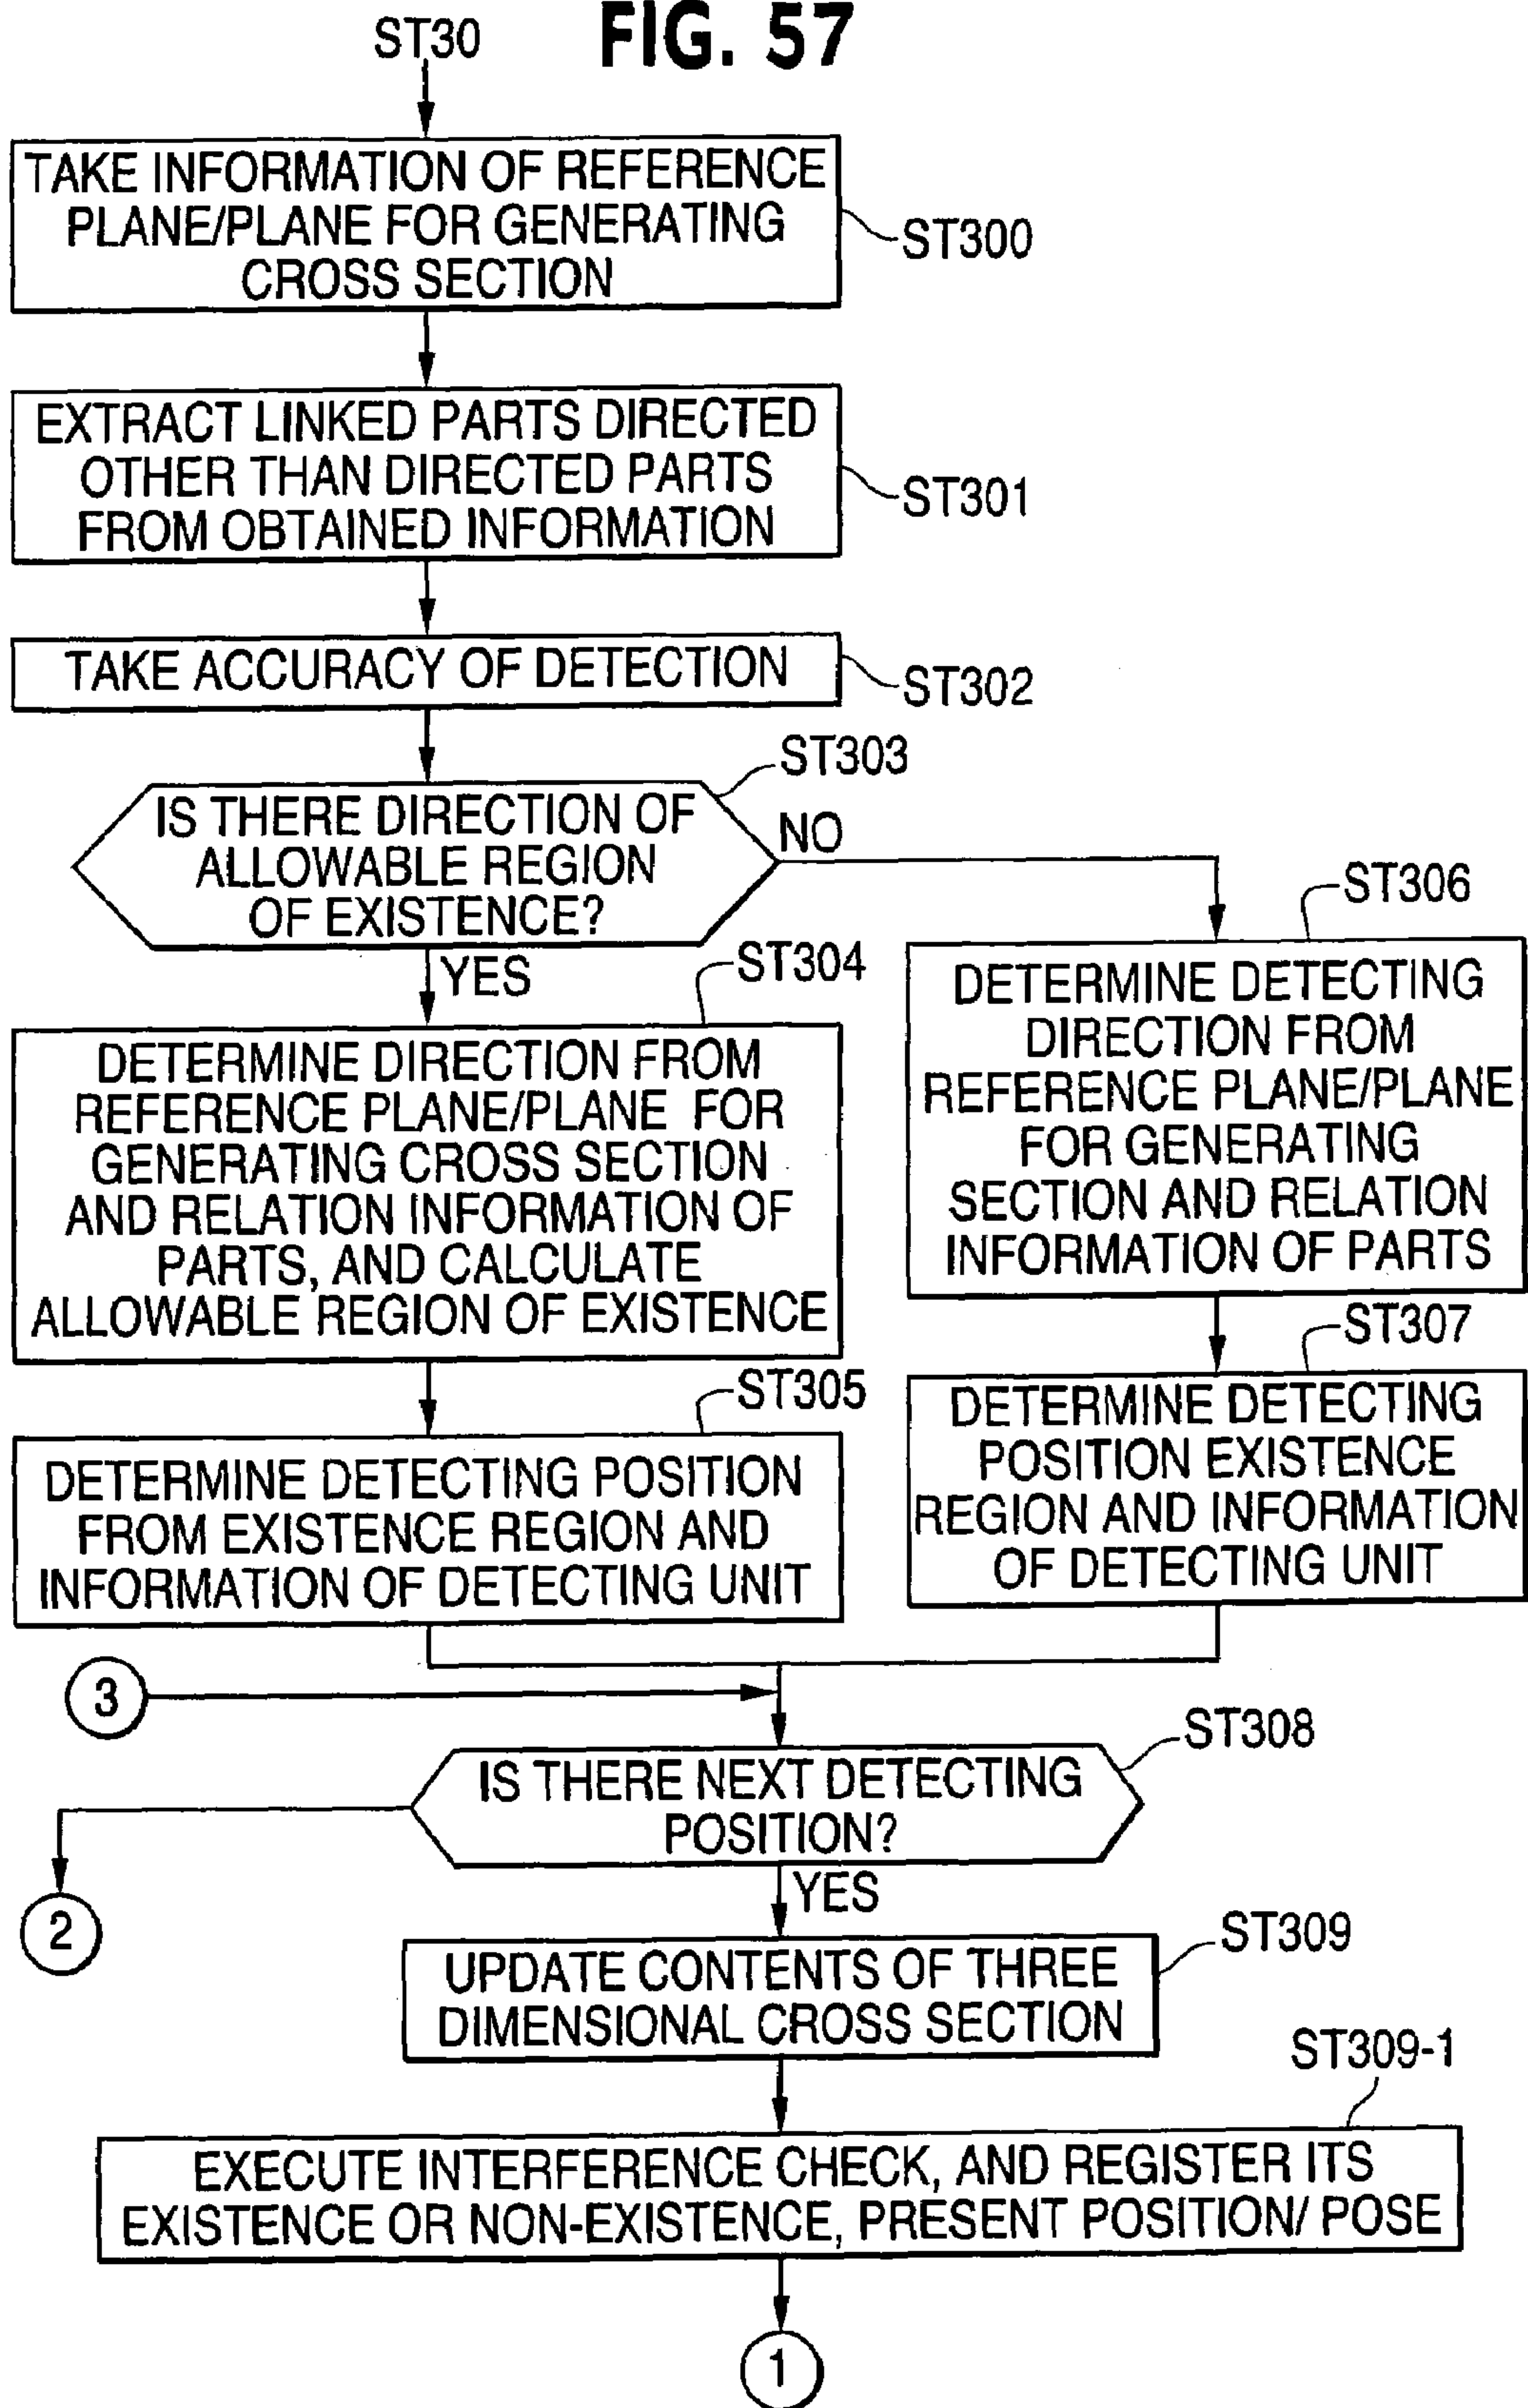 FIG. 57
ST30
TAKE INFORMATION OF REFERENCE
PLANE/PLANE FOR GENERATING
CROSS SECTION
ST300
EXTRACT LINKED PARTS DIRECTED
OTHER THAN DIRECTED PARTS
FROM OBTAINED INFORMATION
ST301
TAKE ACCURACY OF DETECTION
ST302
ST303
IS THERE DIRECTION OF
ALLOWABLE REGION
OF EXISTENCE?
NO
YES
ST304
DETERMINE DIRECTION FROM
REFERENCE PLANE/PLANE FOR
GENERATING CROSS SECTION
AND RELATION INFORMATION OF
PARTS, AND CALCULATE
ALLOWABLE REGION OF EXISTENCE
ST306
DETERMINE DETECTING
DIRECTION FROM
REFERENCE PLANE/PLANE
FOR GENERATING
SECTION AND RELATION
INFORMATION OF PARTS
ST305
DETERMINE DETECTING POSITION
FROM EXISTENCE REGION AND
INFORMATION OF DETECTING UNIT
ST307
DETERMINE DETECTING
POSITION EXISTENCE
REGION AND INFORMATION
OF DETECTING UNIT
3
ST308
IS THERE NEXT DETECTING
POSITION?
2
YES
ST309
UPDATE CONTENTS OF THREE
DIMENSIONAL CROSS SECTION
ST309-1
EXECUTE INTERFERENCE CHECK, AND REGISTER ITS
EXISTENCE OR NON-EXISTENCE, PRESENT POSITION/ POSE
1